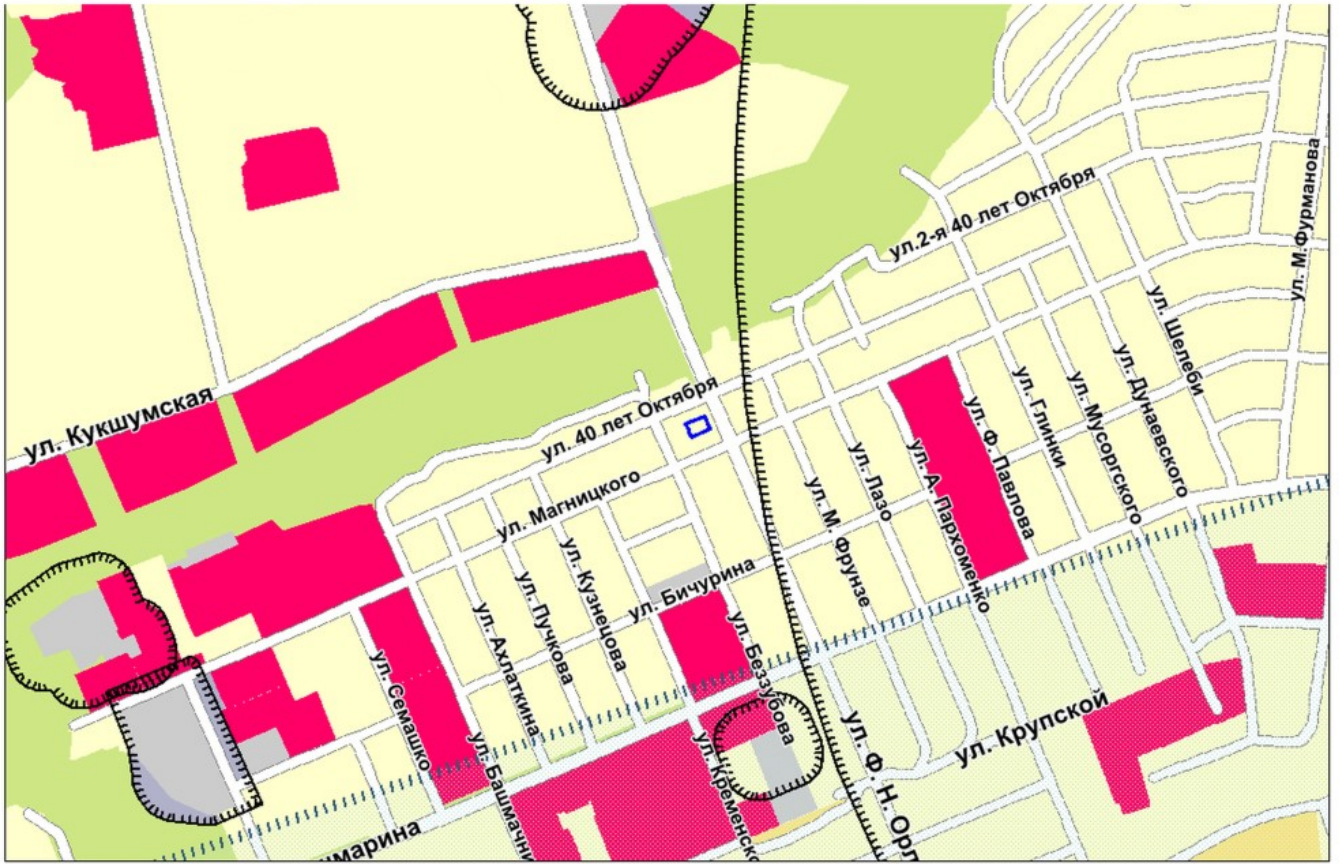 ул. М. Фурманова
ул.2-я 40 лет Октября
ул. Шелеби
ул. Дунаевского
ул. Кукшумская
ул. 40 лет Октября
ул. Глинки
ул. Мусоргского
ул. Ф. Павлова
ул. Магницкого
ул. Лазо
ул. А. Пархоменко
ул. М. Фрунзе
ул. Кузнецова
ул. Бичурина
ул. Пучкова
ул. Ахлаткина
ул. Беззубова
ул. Семашко
ул. Крупской
ул. Башмачни
ул. Кременско
ул. Ф. Н. Орл
марина